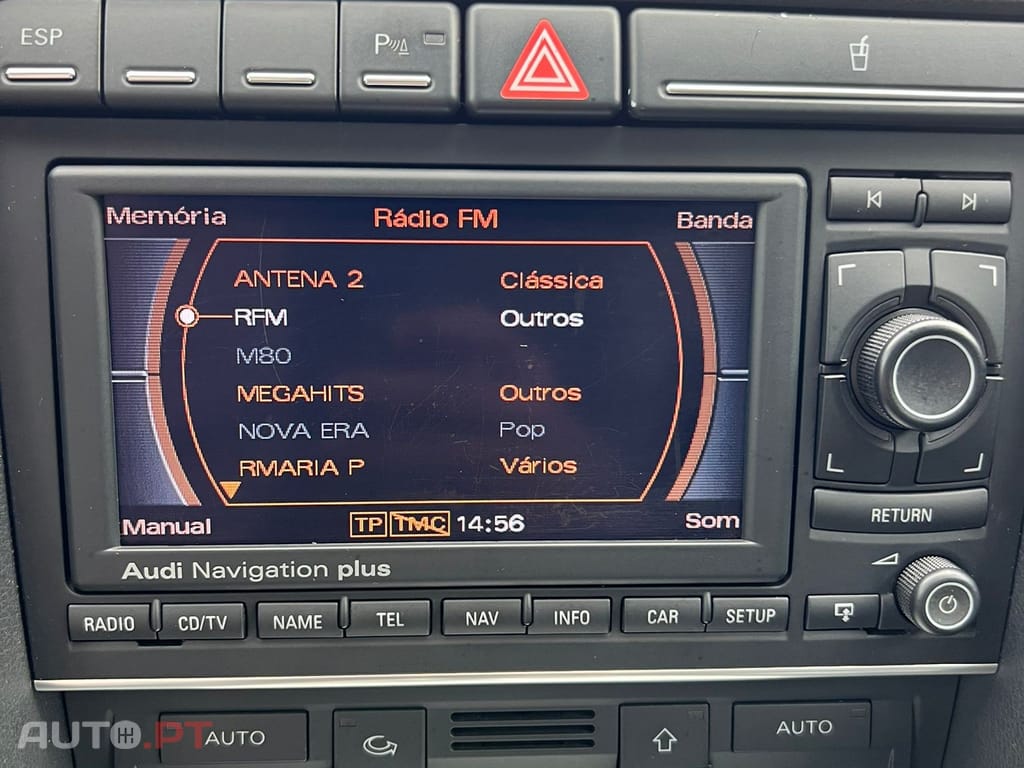 ESP
P
Memória Rádio FM Banda
ANTENA 2 Clássica
RFM Outros
M80
MEGAHITS Outros
NOVA ERA Pop
RMARIA P Vários
Manual TP TMC 14:56 Som
RETURN
Audi Navigation plus
RADIO CD/TV NAME TEL NAV INFO CAR SETUP
AUTO.PT
AUTO AUTO